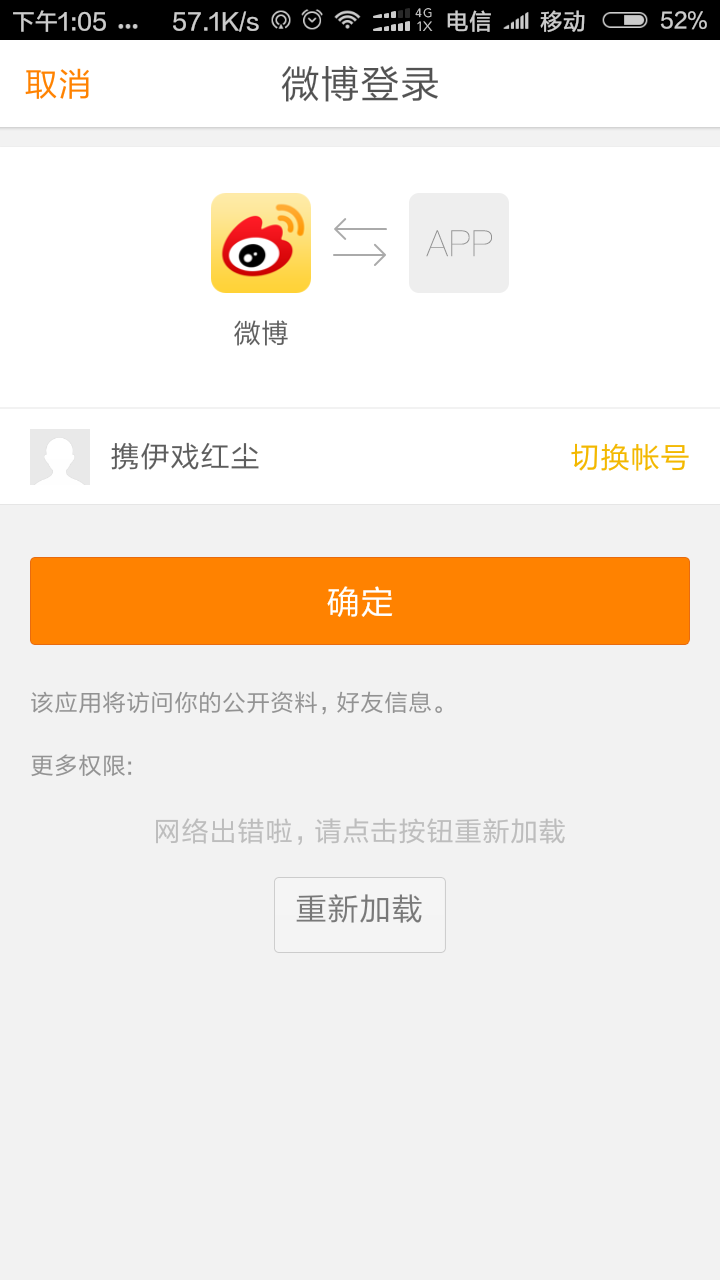 下午1:05 ... 57.1K/s 4G 1X 电信 移动 52%
取消 微博登录
APP
微博
携伊戏红尘 切换帐号
确定
该应用将访问你的公开资料，好友信息。
更多权限:
网络出错啦，请点击按钮重新加载
重新加载